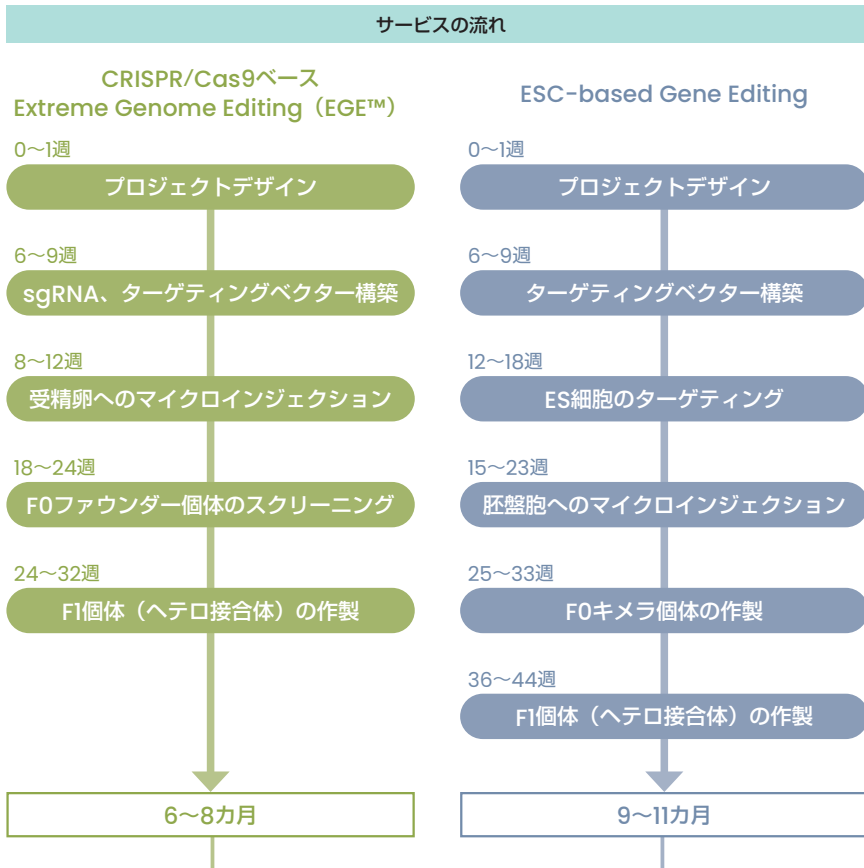 サービスの流れ
CRISPR/Cas9ベース
Extreme Genome Editing（EGE™）
0〜1週
プロジェクトデザイン
6〜9週
sgRNA、ターゲティングベクター構築
8〜12週
受精卵へのマイクロインジェクション
18〜24週
F0ファウンダー個体のスクリーニング
24〜32週
F1個体（ヘテロ接合体）の作製
6〜8カ月
ESC-based Gene Editing
0〜1週
プロジェクトデザイン
6〜9週
ターゲティングベクター構築
12〜18週
ES細胞のターゲティング
15〜23週
胚盤胞へのマイクロインジェクション
25〜33週
F0キメラ個体の作製
36〜44週
F1個体（ヘテロ接合体）の作製
9〜11カ月